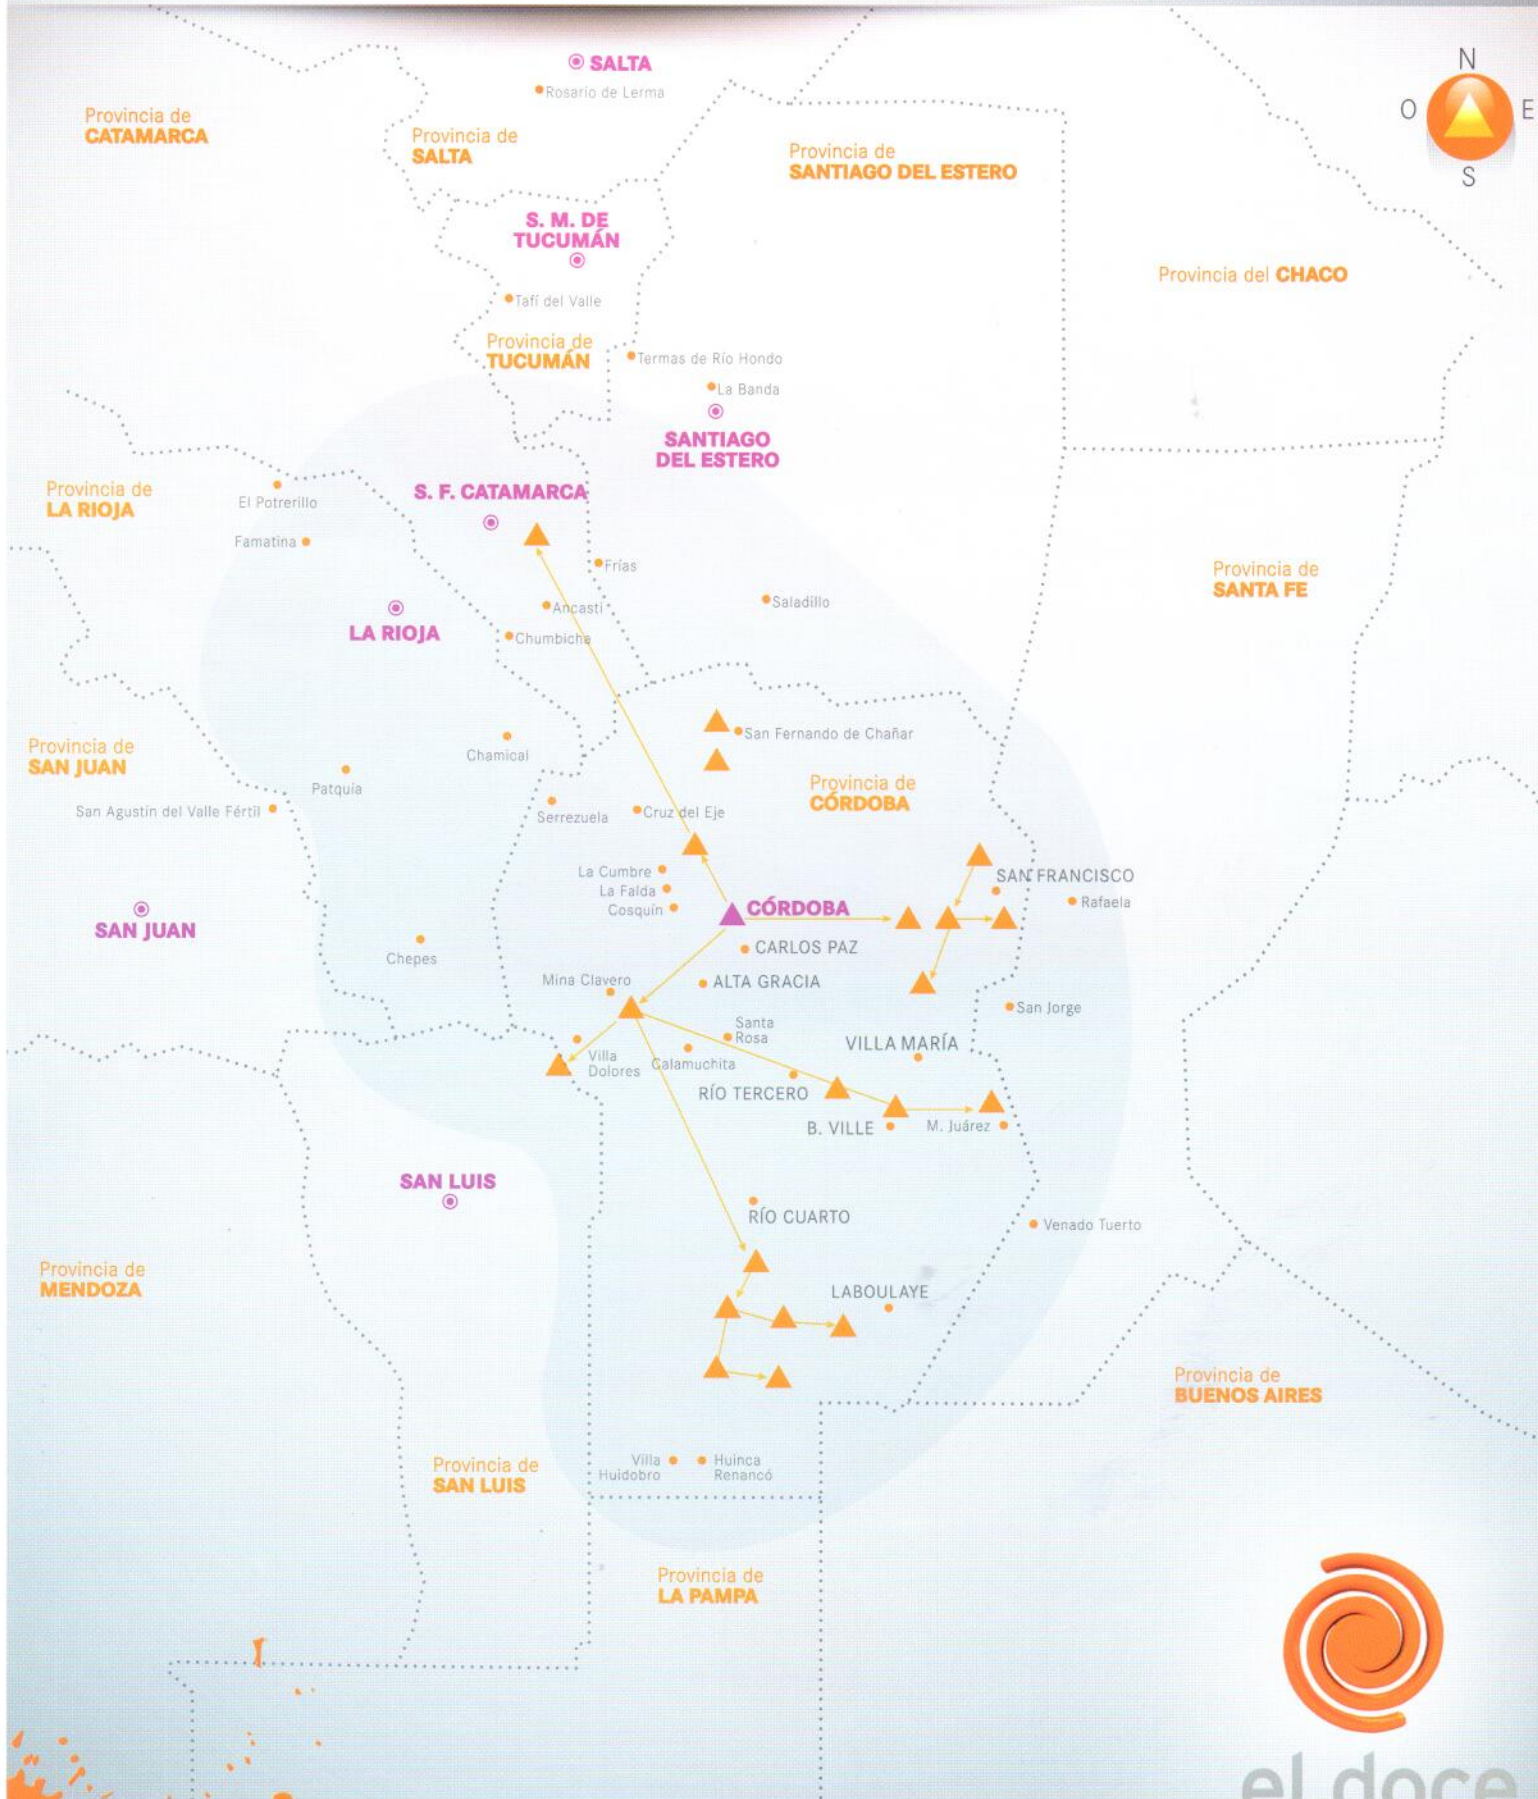 SALTA
Rosario de Lerma
N
O
E
S
Provincia de
CATAMARCA
Provincia de
SALTA
Provincia de
SANTIAGO DEL ESTERO
S. M. DE
TUCUMÁN
Provincia del CHACO
Tafí del Valle
Provincia de
TUCUMÁN
Termas de Río Hondo
La Banda
SANTIAGO
DEL ESTERO
Provincia de
LA RIOJA
El Potrerillo
S. F. CATAMARCA
Famatina
Frías
Provincia de
SANTA FE
Ancasti
Saladillo
LA RIOJA
Chumbicha
San Fernando de Chañar
Provincia de
SAN JUAN
Chamical
Patquía
Provincia de
CÓRDOBA
San Agustín del Valle Fértil
Serrezuela
Cruz del Eje
La Cumbre
La Falda
Cosquín
SAN FRANCISCO
Rafaela
CÓRDOBA
SAN JUAN
Chepes
CARLOS PAZ
Mina Clavero
ALTA GRACIA
San Jorge
Santa
Rosa
VILLA MARÍA
Villa
Dolores
Calamuchita
RÍO TERCERO
B. VILLE
M. Juárez
SAN LUIS
RÍO CUARTO
Venado Tuerto
Provincia de
MENDOZA
LABOULAYE
Provincia de
BUENOS AIRES
Provincia de
SAN LUIS
Villa
Huidobro
Huinca
Renancó
Provincia de
LA PAMPA
el doce